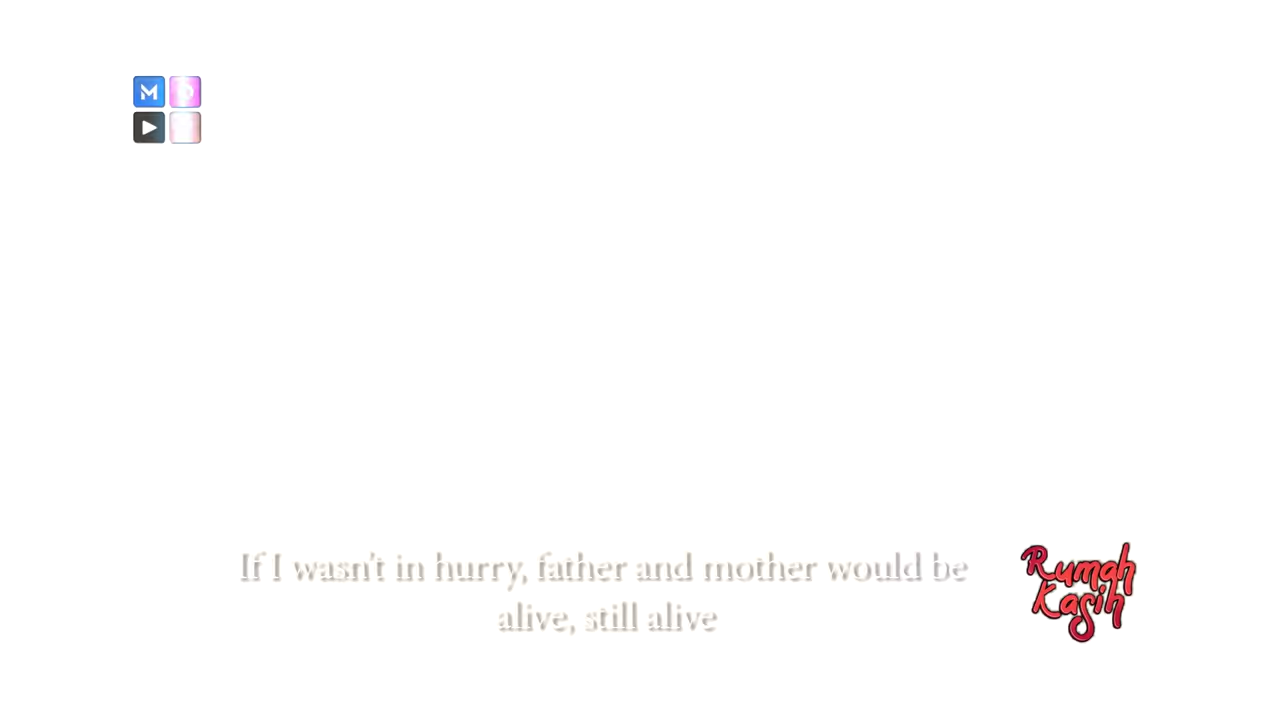 M D
If I wasn't in hurry, father and mother would be
alive, still alive
Rumah
Kasih